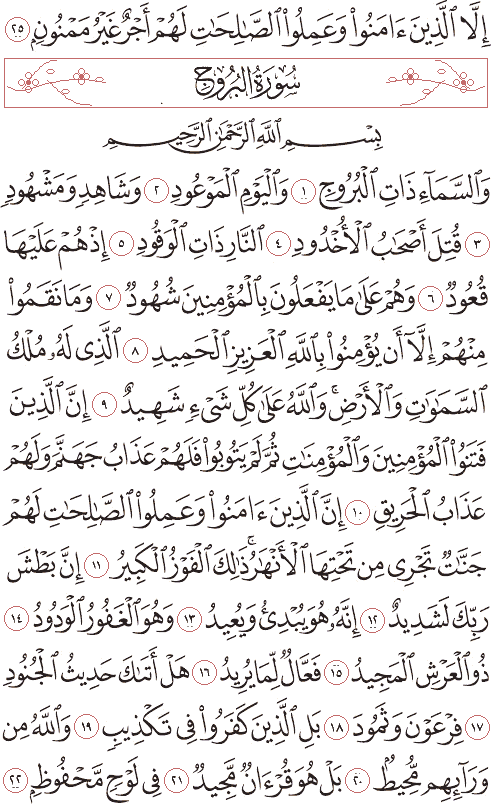 إِلَّا ٱلَّذِينَ ءَامَنُوا۟ وَعَمِلُوا۟ ٱلصَّـٰلِحَـٰتِ لَهُمْ أَجْرٌ غَيْرُ مَمْنُونٍۭ ٢٥
سُورَةُ الْبُرُوجِ
بِسْمِ ٱللَّهِ ٱلرَّحْمَـٰنِ ٱلرَّحِيمِ
وَٱلسَّمَآءِ ذَاتِ ٱلْبُرُوجِ ١ وَٱلْيَوْمِ ٱلْمَوْعُودِ ٢ وَشَاهِدٍ وَمَشْهُودٍ
٣ قُتِلَ أَصْحَـٰبُ ٱلْأُخْدُودِ ٤ ٱلنَّارِ ذَاتِ ٱلْوَقُودِ ٥ إِذْ هُمْ عَلَيْهَا
قُعُودٌ ٦ وَهُمْ عَلَىٰ مَا يَفْعَلُونَ بِٱلْمُؤْمِنِينَ شُهُودٌ ٧ وَمَا نَقَمُوا۟
مِنْهُمْ إِلَّآ أَن يُؤْمِنُوا۟ بِٱللَّهِ ٱلْعَزِيزِ ٱلْحَمِيدِ ٨ ٱلَّذِى لَهُۥ مُلْكُ
ٱلسَّمَـٰوَٰتِ وَٱلْأَرْضِ ۚ وَٱللَّهُ عَلَىٰ كُلِّ شَىْءٍ شَهِيدٌ ٩ إِنَّ ٱلَّذِينَ
فَتَنُوا۟ ٱلْمُؤْمِنِينَ وَٱلْمُؤْمِنَـٰتِ ثُمَّ لَمْ يَتُوبُوا۟ فَلَهُمْ عَذَابُ جَهَنَّمَ وَلَهُمْ
عَذَابُ ٱلْحَرِيقِ ١٠ إِنَّ ٱلَّذِينَ ءَامَنُوا۟ وَعَمِلُوا۟ ٱلصَّـٰلِحَـٰتِ لَهُمْ
جَنَّـٰتٌ تَجْرِى مِن تَحْتِهَا ٱلْأَنْهَـٰرُ ۚ ذَٰلِكَ ٱلْفَوْزُ ٱلْكَبِيرُ ١١ إِنَّ بَطْشَ
رَبِّكَ لَشَدِيدٌ ١٢ إِنَّهُۥ هُوَ يُبْدِئُ وَيُعِيدُ ١٣ وَهُوَ ٱلْغَفُورُ ٱلْوَدُودُ ١٤
ذُو ٱلْعَرْشِ ٱلْمَجِيدُ ١٥ فَعَّالٌ لِّمَا يُرِيدُ ١٦ هَلْ أَتَىٰكَ حَدِيثُ ٱلْجُنُودِ
١٧ فِرْعَوْنَ وَثَمُودَ ١٨ بَلِ ٱلَّذِينَ كَفَرُوا۟ فِى تَكْذِيبٍ ١٩ وَٱللَّهُ مِن
وَرَآئِهِم مُّحِيطٌۢ ٢٠ بَلْ هُوَ قُرْءَانٌ مَّجِيدٌ ٢١ فِى لَوْحٍ مَّحْفُوظٍۭ ٢٢